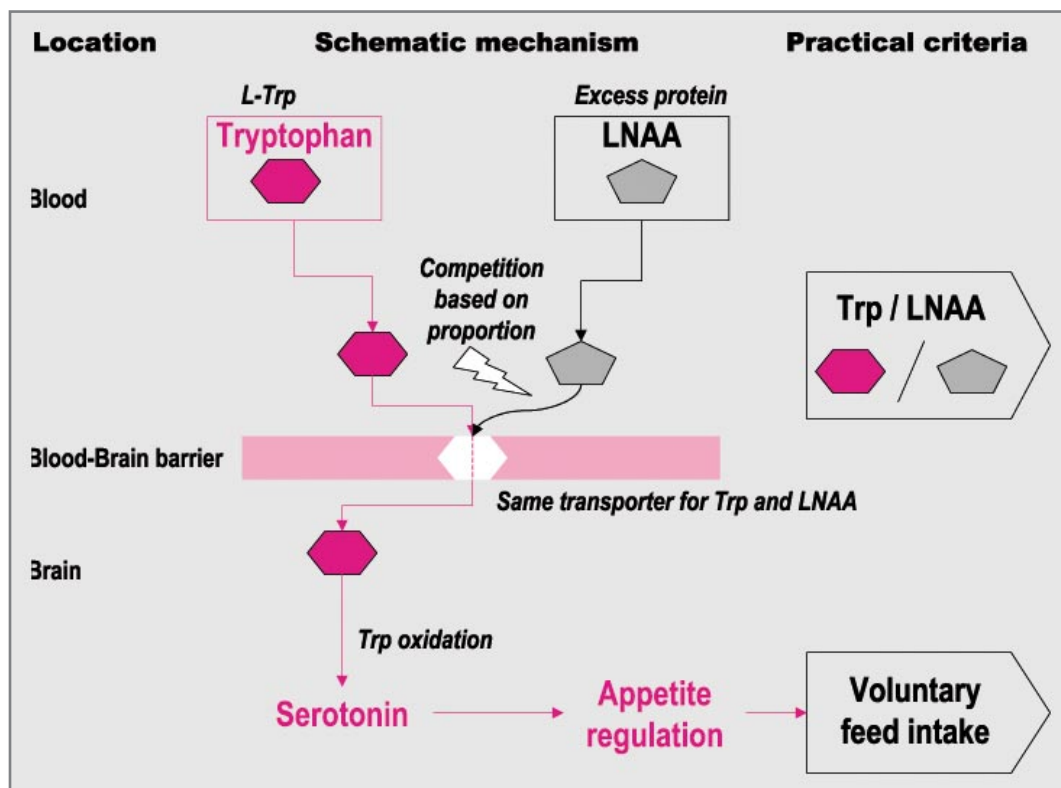 Location
Schematic mechanism
Practical criteria
L-Trp
Excess protein
Tryptophan
LNAA
Blood
Competition
based on
proportion
Trp / LNAA
Blood-Brain barrier
Same transporter for Trp and LNAA
Brain
Trp oxidation
Serotonin
Appetite
regulation
Voluntary
feed intake